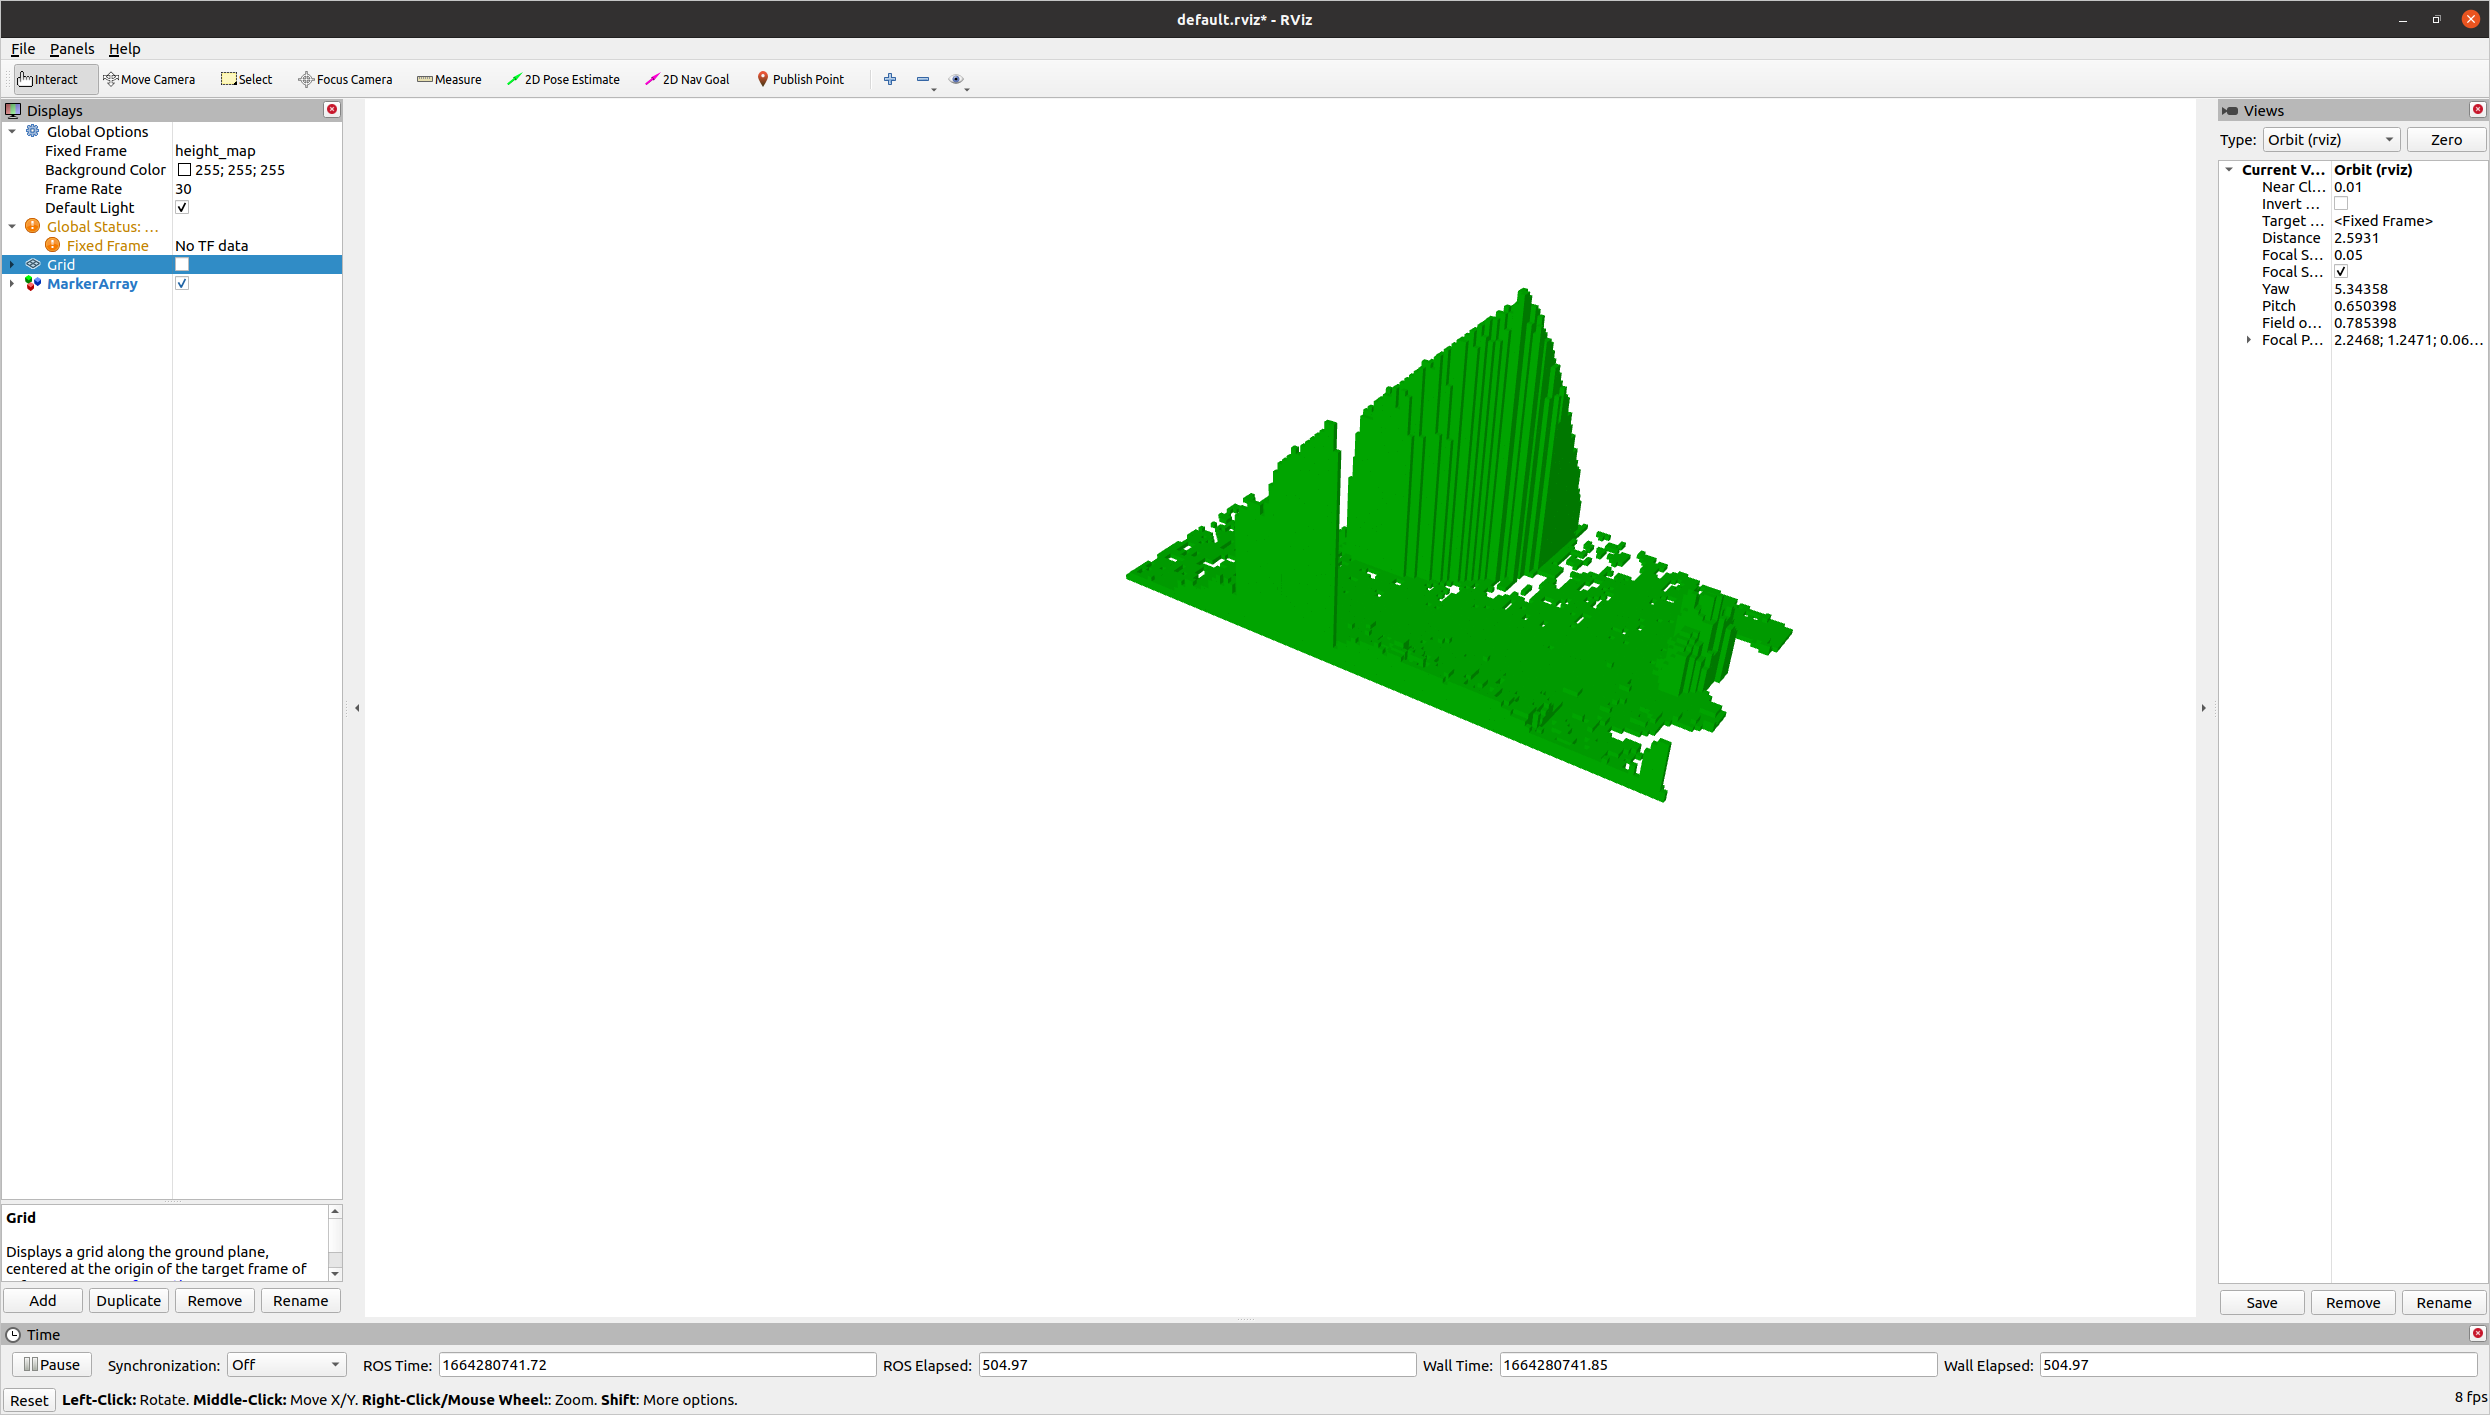 default.rviz* - RViz
File Panels Help
Interact Move Camera Select Focus Camera Measure 2D Pose Estimate 2D Nav Goal Publish Point
Displays
Global Options
Fixed Frame height_map
Background Color 255; 255; 255
Frame Rate 30
Default Light
Global Status: ...
Fixed Frame No TF data
Grid
MarkerArray
Grid
Displays a grid along the ground plane,
centered at the origin of the target frame of
Add Duplicate Remove Rename
Views
Type: Orbit (rviz) Zero
Current V... Orbit (rviz)
Near Cl... 0.01
Invert ...
Target ... <Fixed Frame>
Distance 2.5931
Focal S... 0.05
Focal S...
Yaw 5.34358
Pitch 0.650398
Field o... 0.785398
Focal P... 2.2468; 1.2471; 0.06...
Save Remove Rename
Time
Pause Synchronization: Off ROS Time: 1664280741.72 ROS Elapsed: 504.97 Wall Time: 1664280741.85 Wall Elapsed: 504.97
Reset Left-Click: Rotate. Middle-Click: Move X/Y. Right-Click/Mouse Wheel:: Zoom. Shift: More options. 8 fps